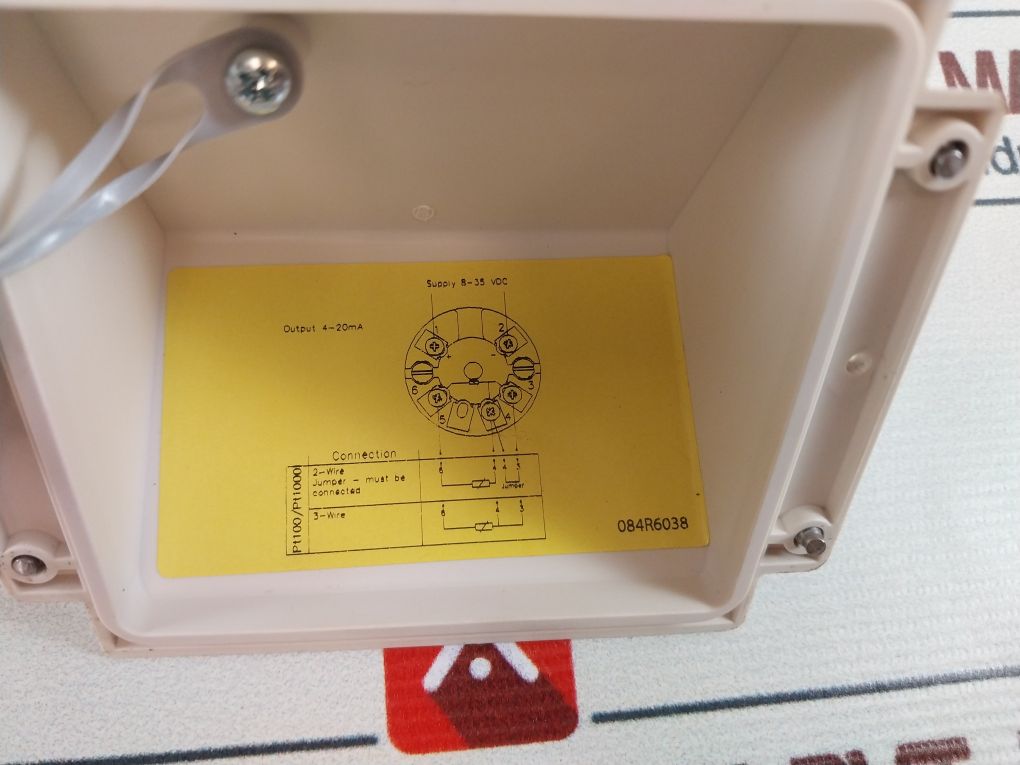 Supply 8-35 VDC
Output 4-20mA
1
2
+
-
6
3
5
4
Connection
Pt100/Pt1000
2-Wire
Jumper - must be
connected
6
4
4
3
Jumper
3-Wire
6
4
3
084R6038